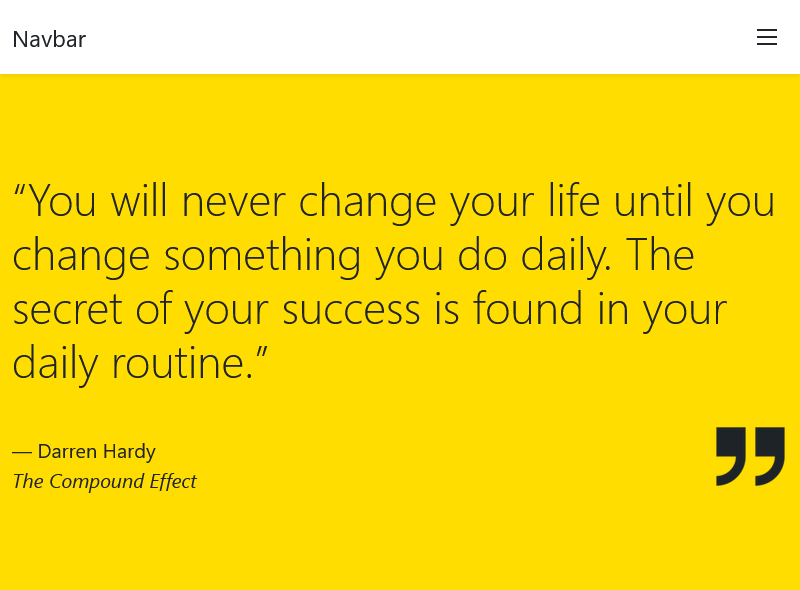 Navbar
“You will never change your life until you
change something you do daily. The
secret of your success is found in your
daily routine.”
— Darren Hardy
The Compound Effect